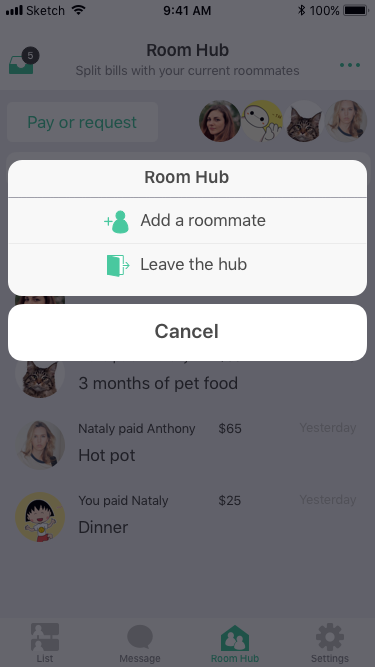 Sketch 9:41 AM 100%
5
Room Hub
Split bills with your current roommates
Pay or request
Room Hub
Add a roommate
Leave the hub
Cancel
3 months of pet food
Nataly paid Anthony $65 Yesterday
Hot pot
You paid Nataly $25 Yesterday
Dinner
List Message Room Hub Settings